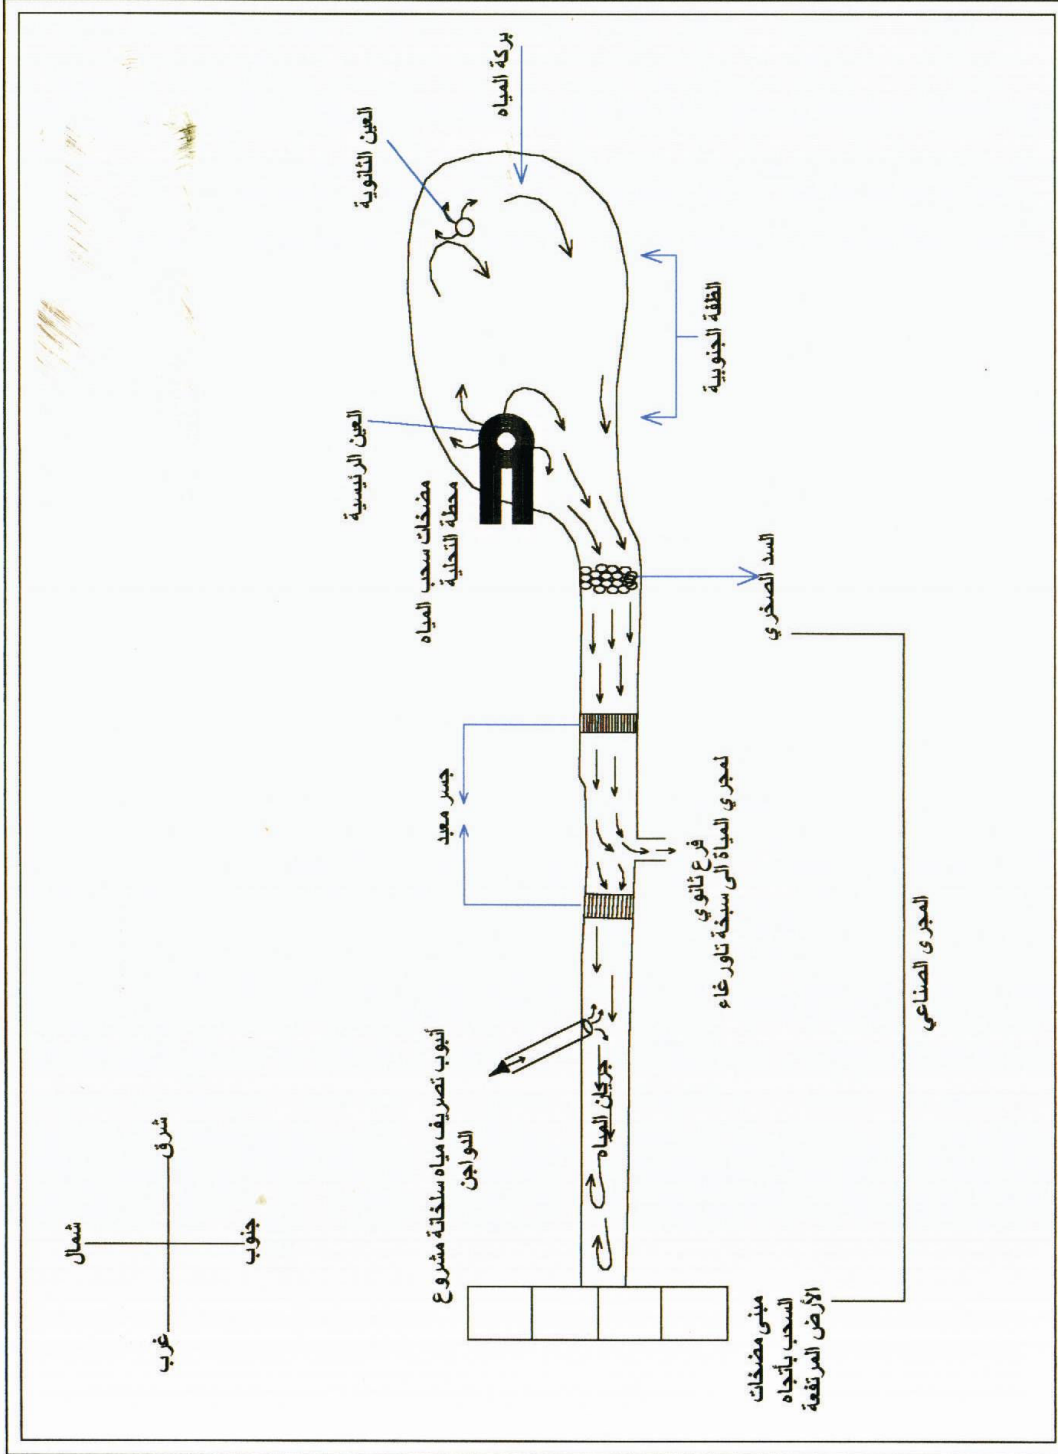 شمال
شرق
جنوب
غرب
بركة المياه
العين الثانوية
الظفة الجنوبية
العين الرئيسية
مضخات سحب المياه
محطة التحلية
السد الصخري
جسر معبد
فرع ثانوي
لمجري المياة الى سبخة تاورغاء
المجرى الصناعي
أنبوب تصريف مياه سلخانة مشروع
الدواجن
جريان المياه
مبنى مضخات
السحب بأتجاه
الأرض المرتفعة